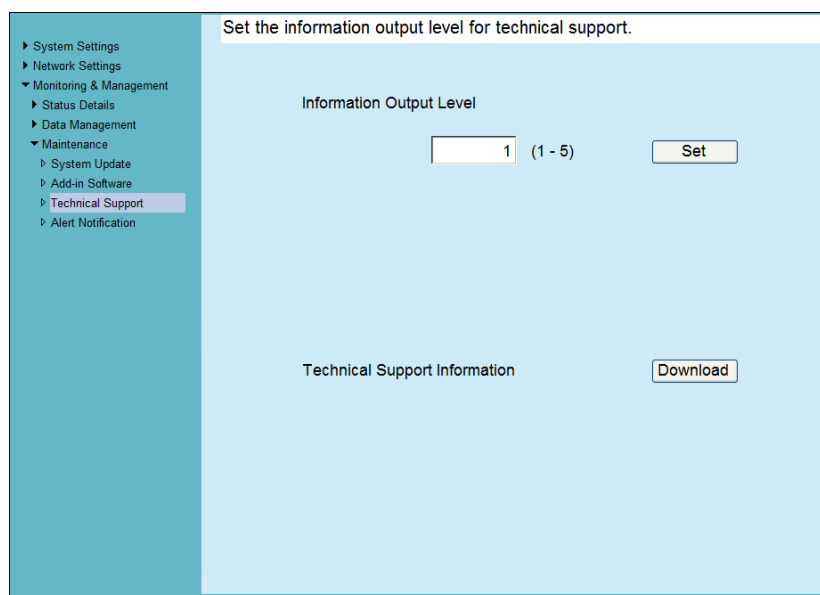 Set the information output level for technical support.
System Settings
Network Settings
Monitoring & Management
Status Details
Data Management
Maintenance
System Update
Add-in Software
Technical Support
Alert Notification
Information Output Level
1 (1 - 5) Set
Technical Support Information Download